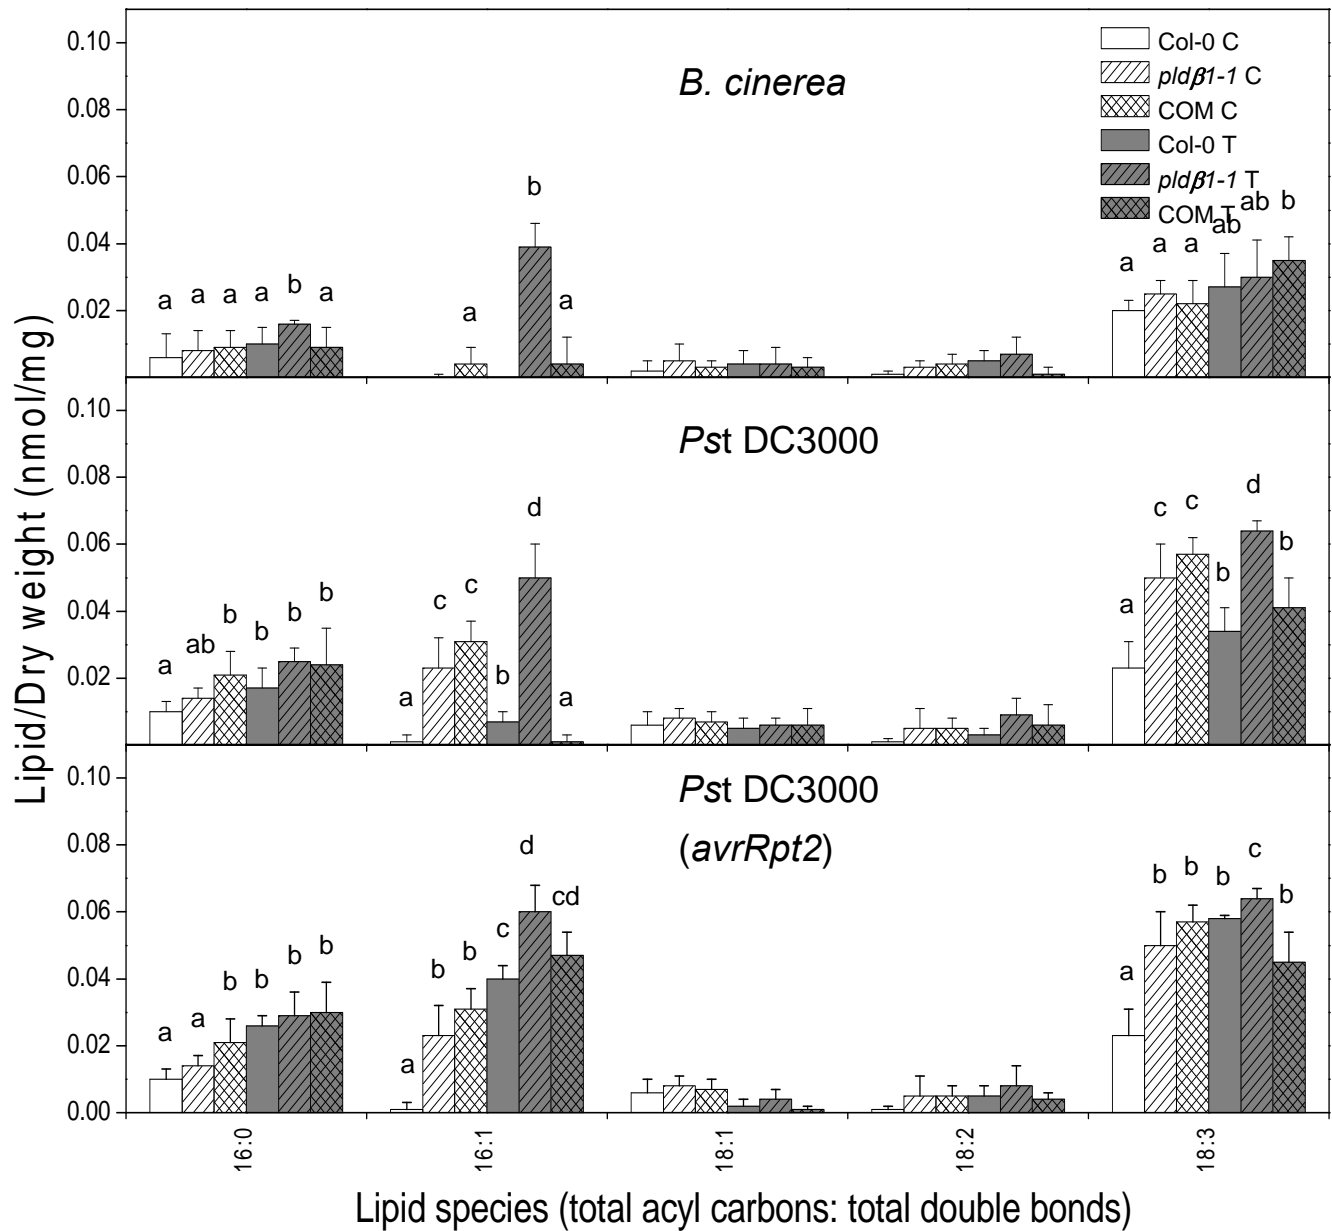 Lipid/Dry weight (nmol/mg)
0.10
0.08
0.06
0.04
0.02
B. cinerea
Col-0 C
pldβ1-1 C
COM C
Col-0 T
pldβ1-1 T
COM T
a a a a b a
a b a
a a a ab ab b
0.10
0.08
0.06
0.04
0.02
Pst DC3000
a ab b b b b
a c c b d a
a c c b d b
0.10
0.08
0.06
0.04
0.02
0.00
Pst DC3000
(avrRpt2)
a a b b b b
a b b c d cd
a b b b c b
16:0 16:1 18:1 18:2 18:3
Lipid species (total acyl carbons: total double bonds)